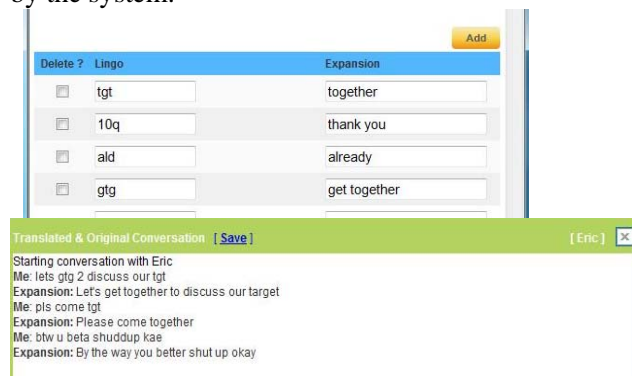 by the system.
Add
Delete ? Lingo Expansion
tgt together
10q thank you
ald already
gtg get together
Translated & Original Conversation [ Save ] [ Eric ] X
Starting conversation with Eric
Me: lets gtg 2 discuss our tgt
Expansion: Let's get together to discuss our target
Me: pls come tgt
Expansion: Please come together
Me: btw u beta shuddup kae
Expansion: By the way you better shut up okay